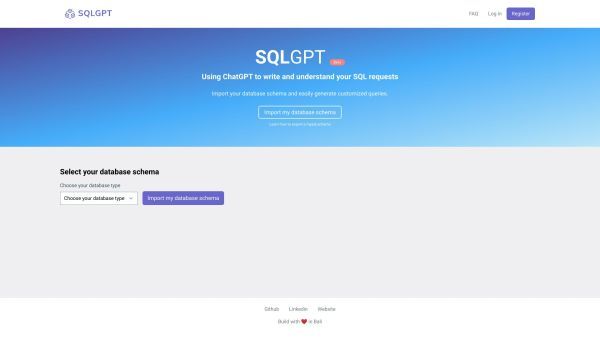 SQLGPT
FAQ Log in Register
SQLGPT Beta
Using ChatGPT to write and understand your SQL requests
Import your database schema and easily generate customized queries.
Import my database schema
Learn how to export a mysql schema
Select your database schema
Choose your database type
Choose your database type Import my database schema
Github Linkedin Website
Build with ❤️ in Bali